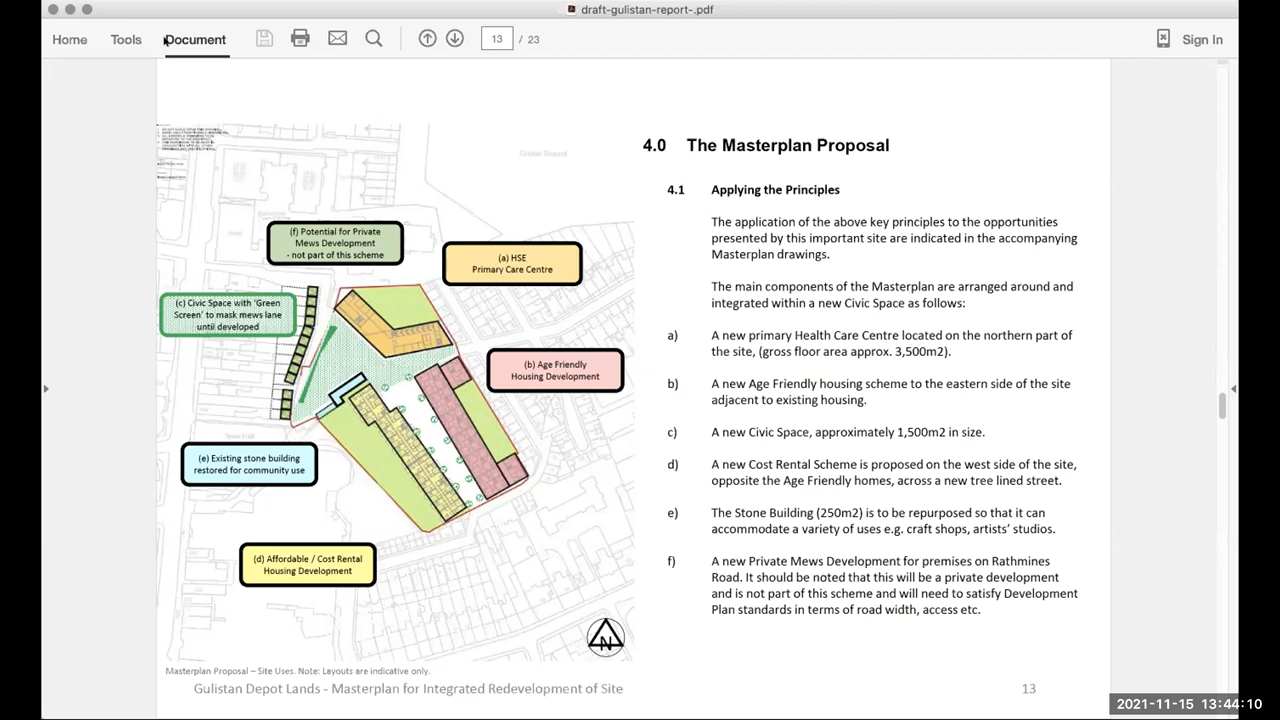 draft-gulistan-report-.pdf
Home
Tools
Document
13 / 23
Sign In
4.0 The Masterplan Proposal
4.1 Applying the Principles
The application of the above key principles to the opportunities
presented by this important site are indicated in the accompanying
Masterplan drawings.
The main components of the Masterplan are arranged around and
integrated within a new Civic Space as follows:
a) A new primary Health Care Centre located on the northern part of
the site, (gross floor area approx. 3,500m2).
b) A new Age Friendly housing scheme to the eastern side of the site
adjacent to existing housing.
c) A new Civic Space, approximately 1,500m2 in size.
d) A new Cost Rental Scheme is proposed on the west side of the site,
opposite the Age Friendly homes, across a new tree lined street.
e) The Stone Building (250m2) is to be repurposed so that it can
accommodate a variety of uses e.g. craft shops, artists' studios.
f) A new Private Mews Development for premises on Rathmines
Road. It should be noted that this will be a private development
and is not part of this scheme and will need to satisfy Development
Plan standards in terms of road width, access etc.
(f) Potential for Private
Mews Development
- not part of this scheme
(a) HSE
Primary Care Centre
(c) Civic Space with 'Green
Screen' to mask mews lane
until developed
(b) Age Friendly
Housing Development
(e) Existing stone building
restored for community use
(d) Affordable / Cost Rental
Housing Development
N
Masterplan Proposal – Site Uses. Note: Layouts are indicative only.
Gulistan Depot Lands - Masterplan for Integrated Redevelopment of Site
13
2021-11-15 13:44:10